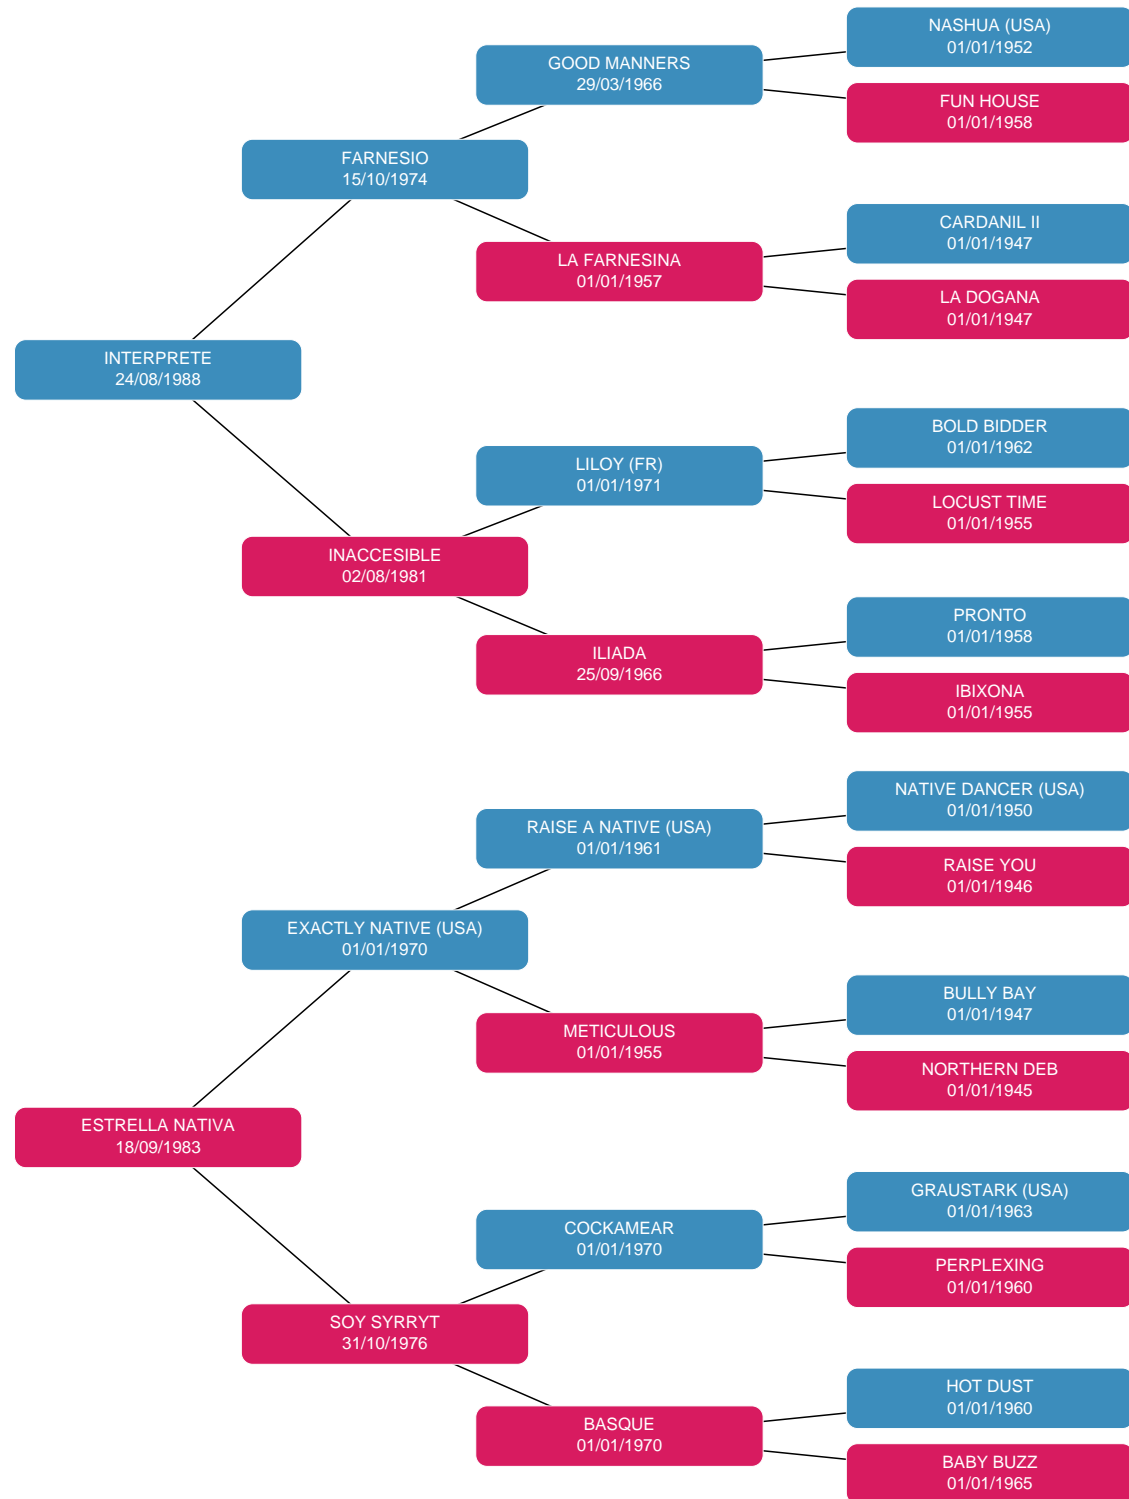 NASHUA (USA)
01/01/1952
GOOD MANNERS
29/03/1966
FUN HOUSE
01/01/1958
FARNESIO
15/10/1974
CARDANIL II
01/01/1947
LA FARNESINA
01/01/1957
LA DOGANA
01/01/1947
INTERPRETE
24/08/1988
BOLD BIDDER
01/01/1962
LILOY (FR)
01/01/1971
LOCUST TIME
01/01/1955
INACCESIBLE
02/08/1981
PRONTO
01/01/1958
ILIADA
25/09/1966
IBIXONA
01/01/1955
NATIVE DANCER (USA)
01/01/1950
RAISE A NATIVE (USA)
01/01/1961
RAISE YOU
01/01/1946
EXACTLY NATIVE (USA)
01/01/1970
BULLY BAY
01/01/1947
METICULOUS
01/01/1955
NORTHERN DEB
01/01/1945
ESTRELLA NATIVA
18/09/1983
GRAUSTARK (USA)
01/01/1963
COCKAMEAR
01/01/1970
PERPLEXING
01/01/1960
SOY SYRRYT
31/10/1976
HOT DUST
01/01/1960
BASQUE
01/01/1970
BABY BUZZ
01/01/1965